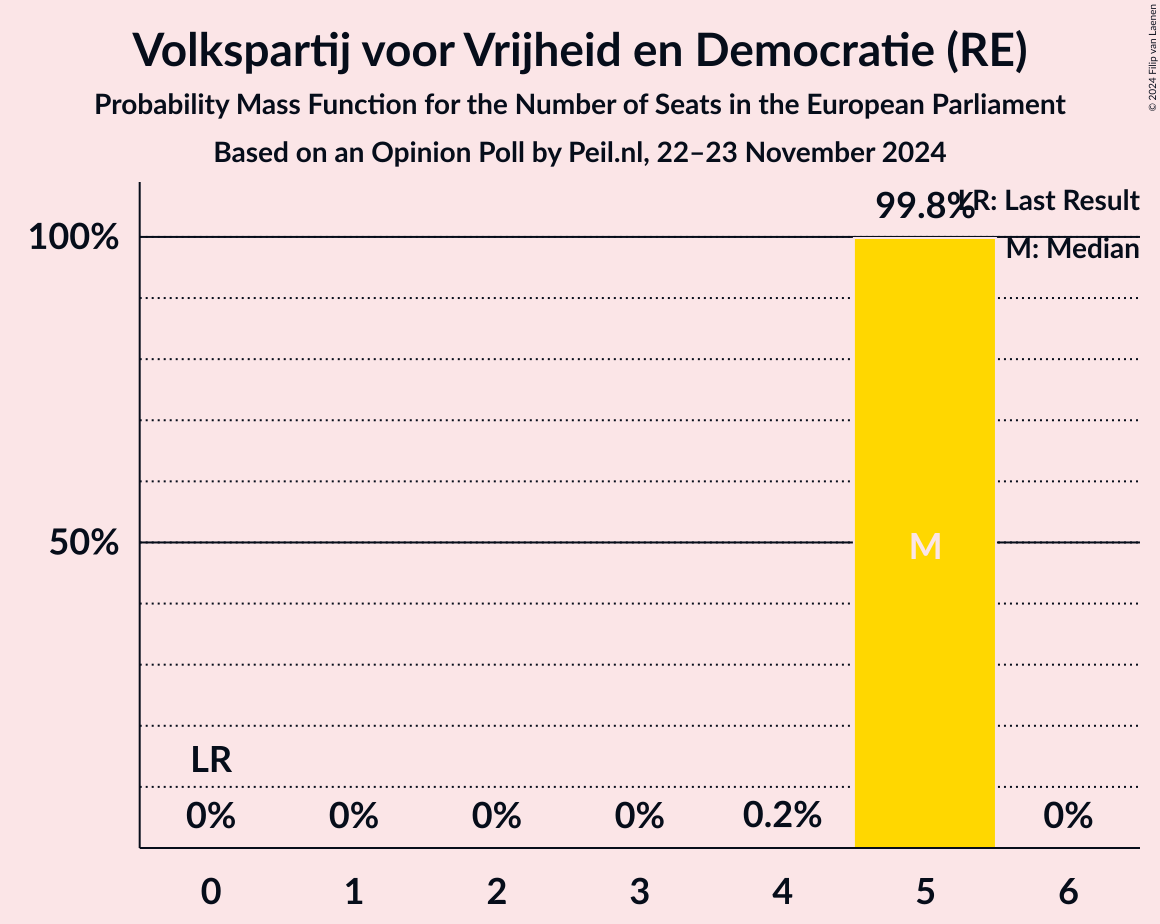 Volkspartij voor Vrijheid en Democratie (RE)
Probability Mass Function for the Number of Seats in the European Parliament
Based on an Opinion Poll by Peil.nl, 22–23 November 2024
© 2024 Filip van Laenen
99.8%
LR: Last Result
M: Median
100%
50%
M
LR
0% 0% 0% 0% 0.2% 0%
0 1 2 3 4 5 6